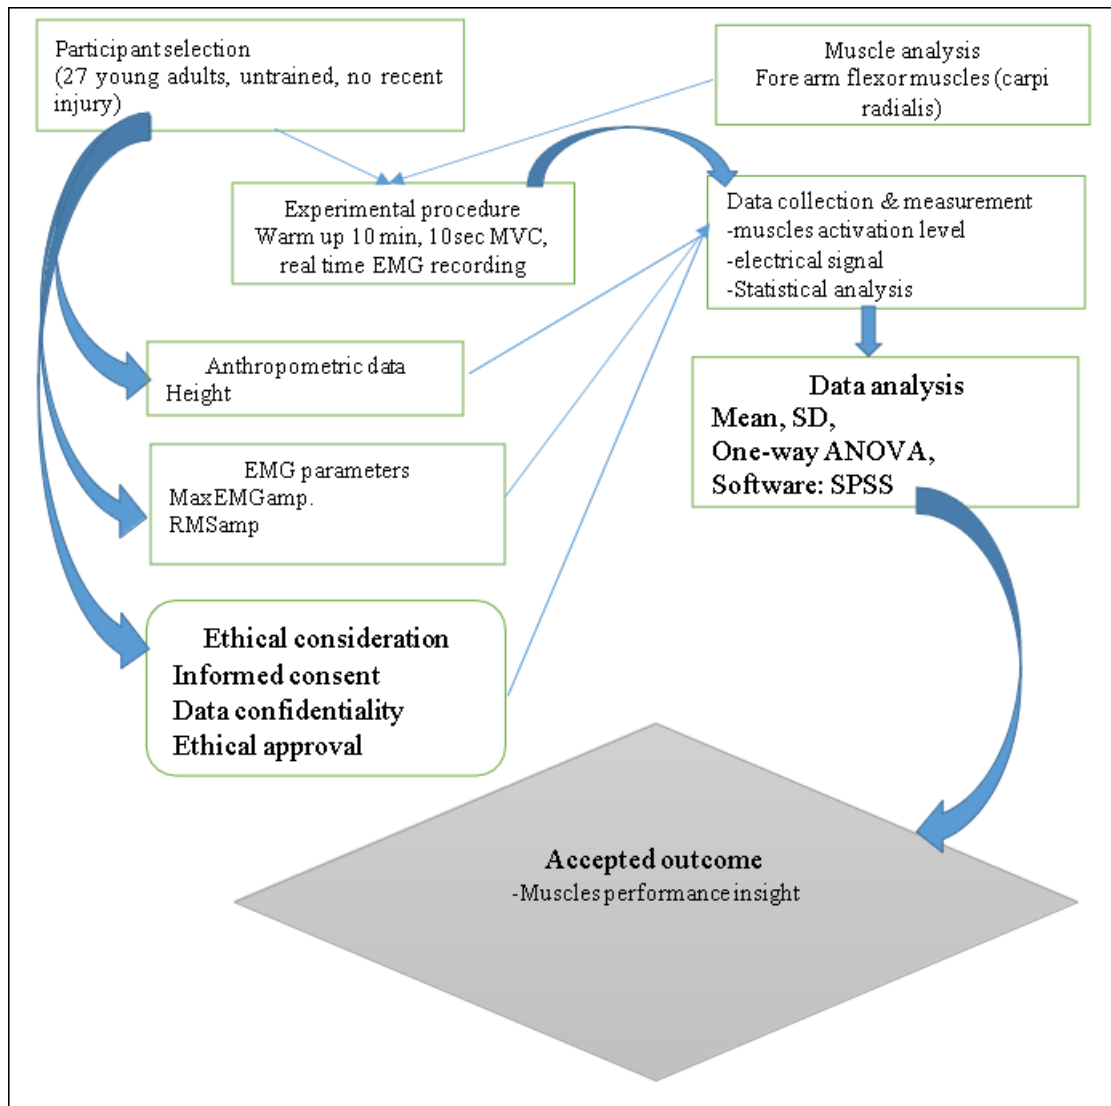 Participant selection
(27 young adults, untrained, no recent
injury)
Muscle analysis
Fore arm flexor muscles (carpi
radialis)
Experimental procedure
Warm up 10 min, 10sec MVC,
real time EMG recording
Data collection & measurement
-muscles activation level
-electrical signal
-Statistical analysis
Anthropometric data
Height
Data analysis
Mean, SD,
One-way ANOVA,
Software: SPSS
EMG parameters
MaxEMGamp.
RMSamp
Ethical consideration
Informed consent
Data confidentiality
Ethical approval
Accepted outcome
-Muscles performance insight